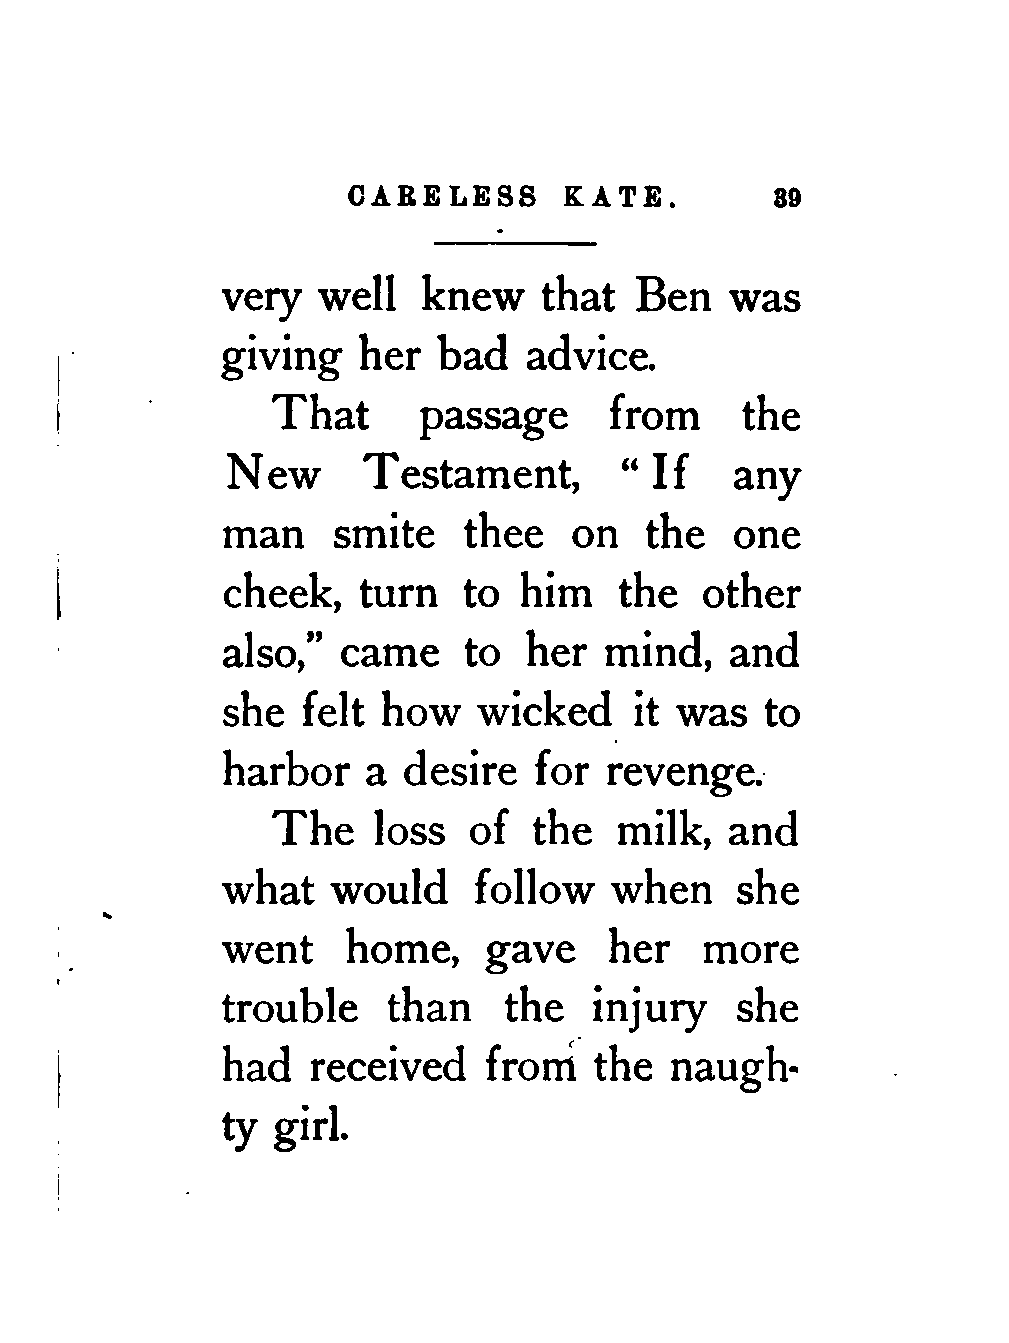 CARELESS KATE. 39
very well knew that Ben was
giving her bad advice.
That passage from the
New Testament, "If any
man smite thee on the one
cheek, turn to him the other
also," came to her mind, and
she felt how wicked it was to
harbor a desire for revenge.
The loss of the milk, and
what would follow when she
went home, gave her more
trouble than the injury she
had received from the naugh-
ty girl.